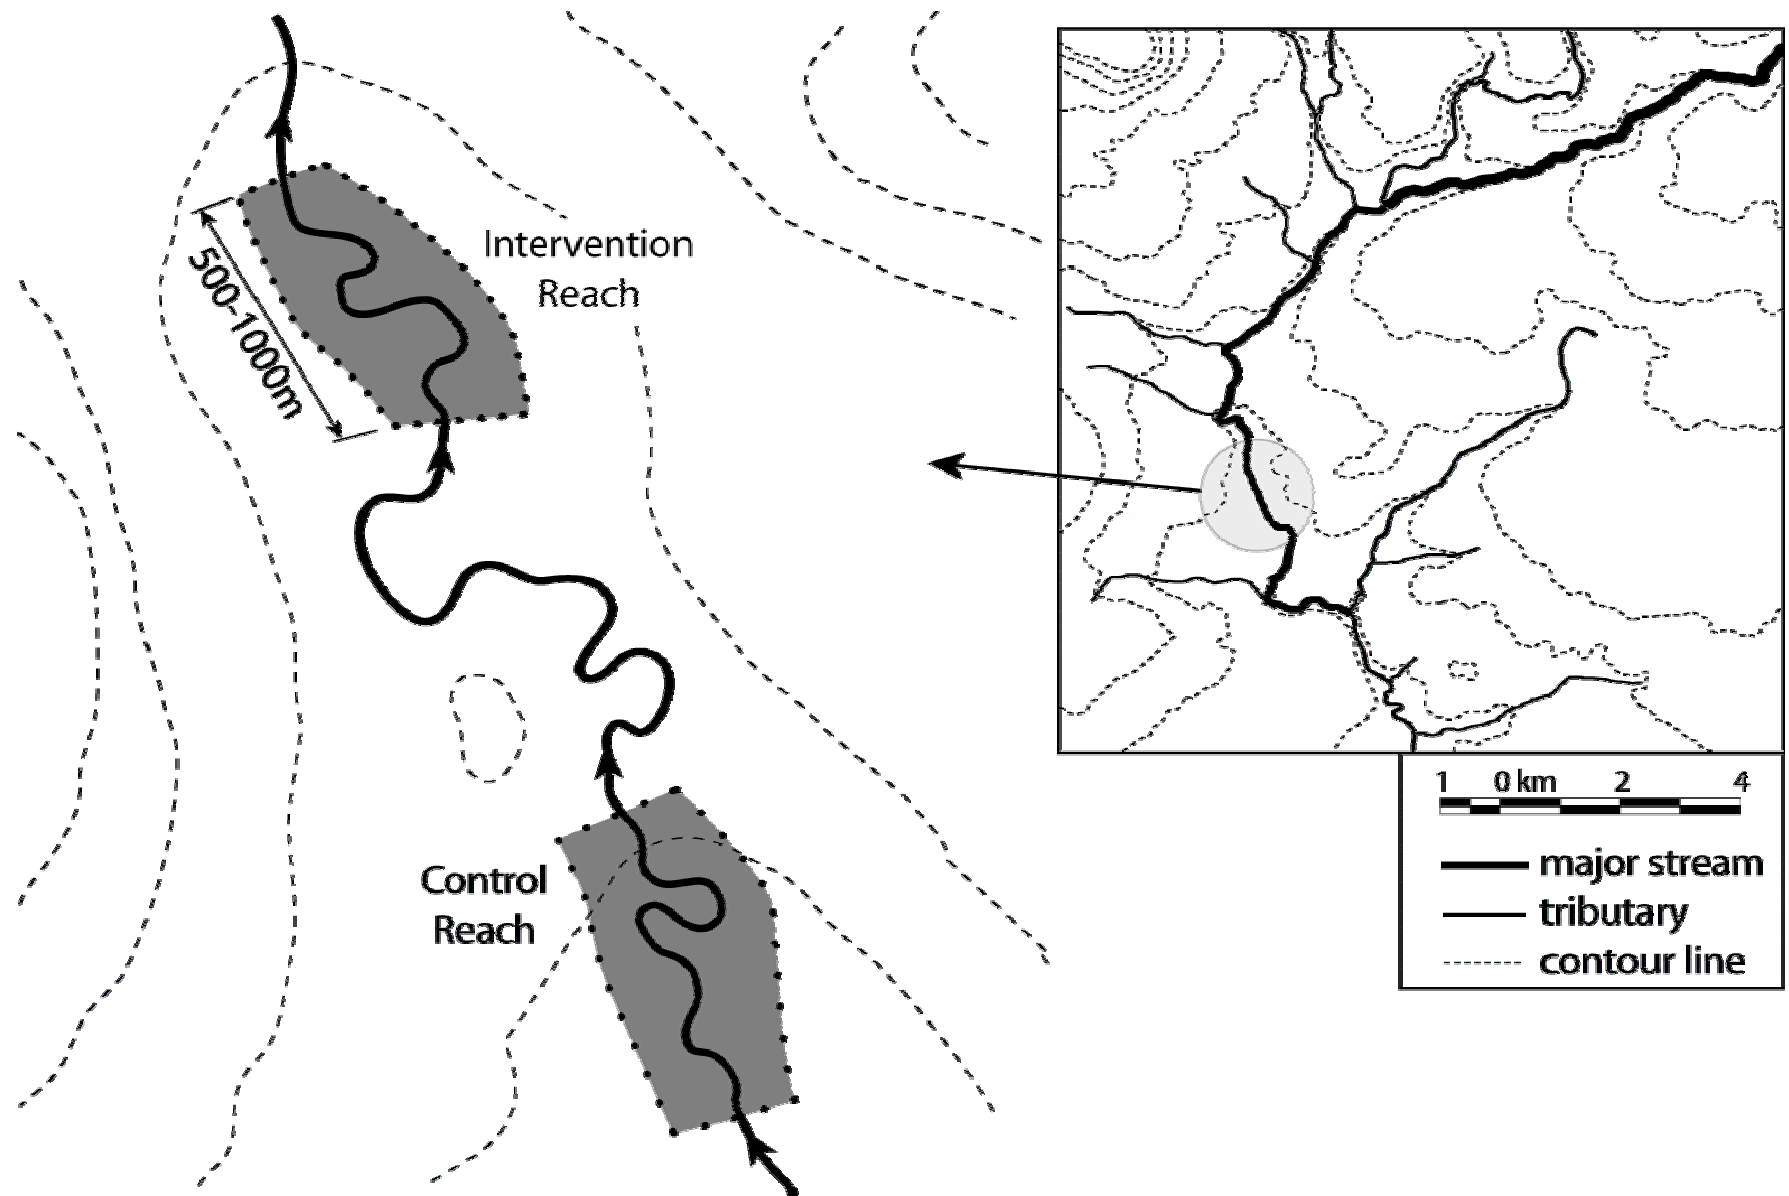 Intervention
Reach
500-1000m
Control
Reach
1 0 km 2 4
major stream
tributary
contour line